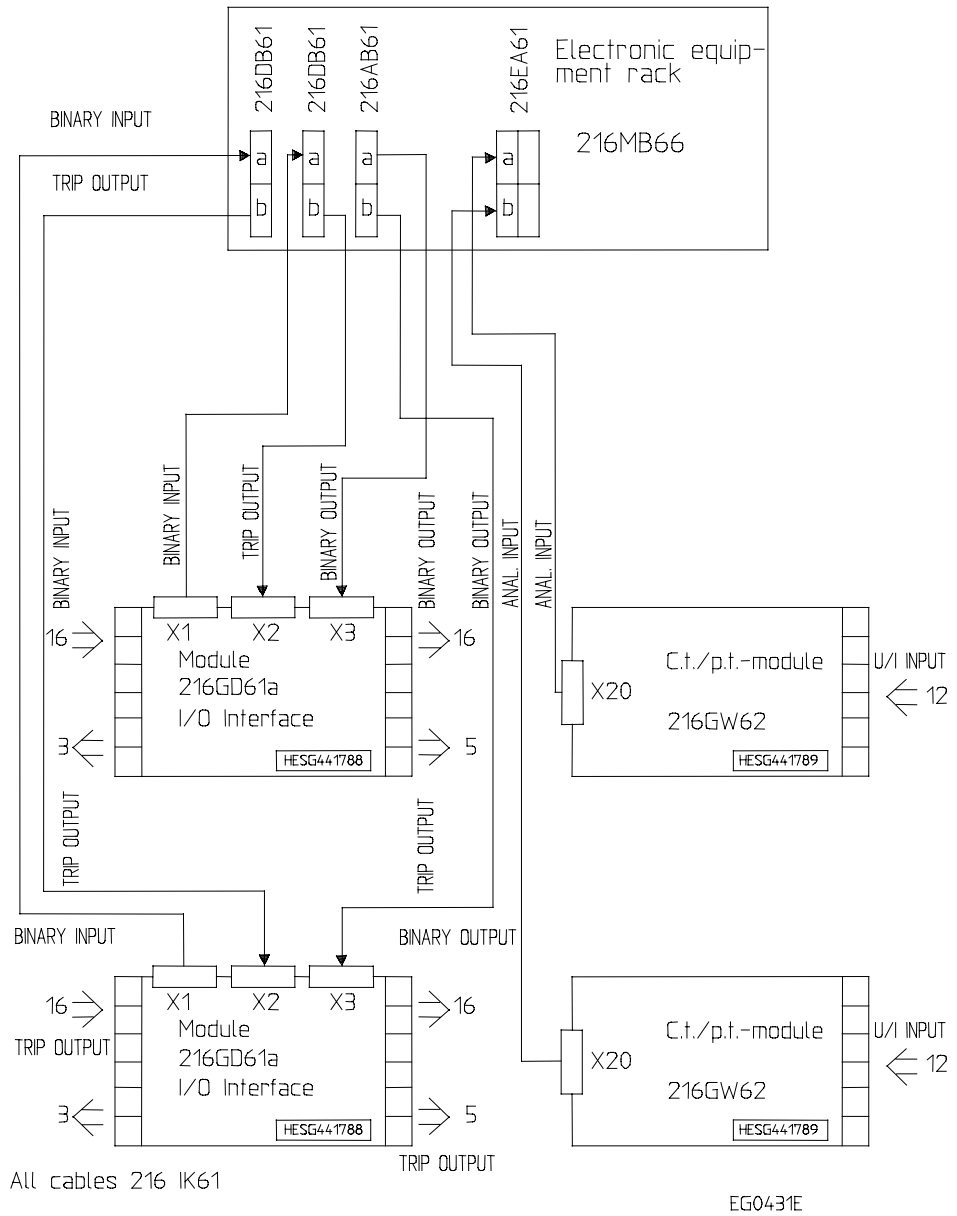 216DB61
216DB61
216AB61
216EA61
Electronic equip-
ment rack
216MB66
BINARY INPUT
TRIP OUTPUT
a
a
a
a
b
b
b
b
BINARY INPUT
BINARY INPUT
TRIP OUTPUT
BINARY OUTPUT
BINARY OUTPUT
BINARY OUTPUT
ANAL. INPUT
ANAL. INPUT
16
X1
X2
X3
16
Module
216GD61a
I/O Interface
3
5
HESG441788
C.t./p.t.-module
U/I INPUT
X20
12
216GW62
HESG441789
TRIP OUTPUT
TRIP OUTPUT
BINARY INPUT
BINARY OUTPUT
16
X1
X2
X3
16
Module
TRIP OUTPUT
216GD61a
I/O Interface
3
5
HESG441788
TRIP OUTPUT
C.t./p.t.-module
U/I INPUT
X20
12
216GW62
HESG441789
All cables 216 IK61
EG0431E